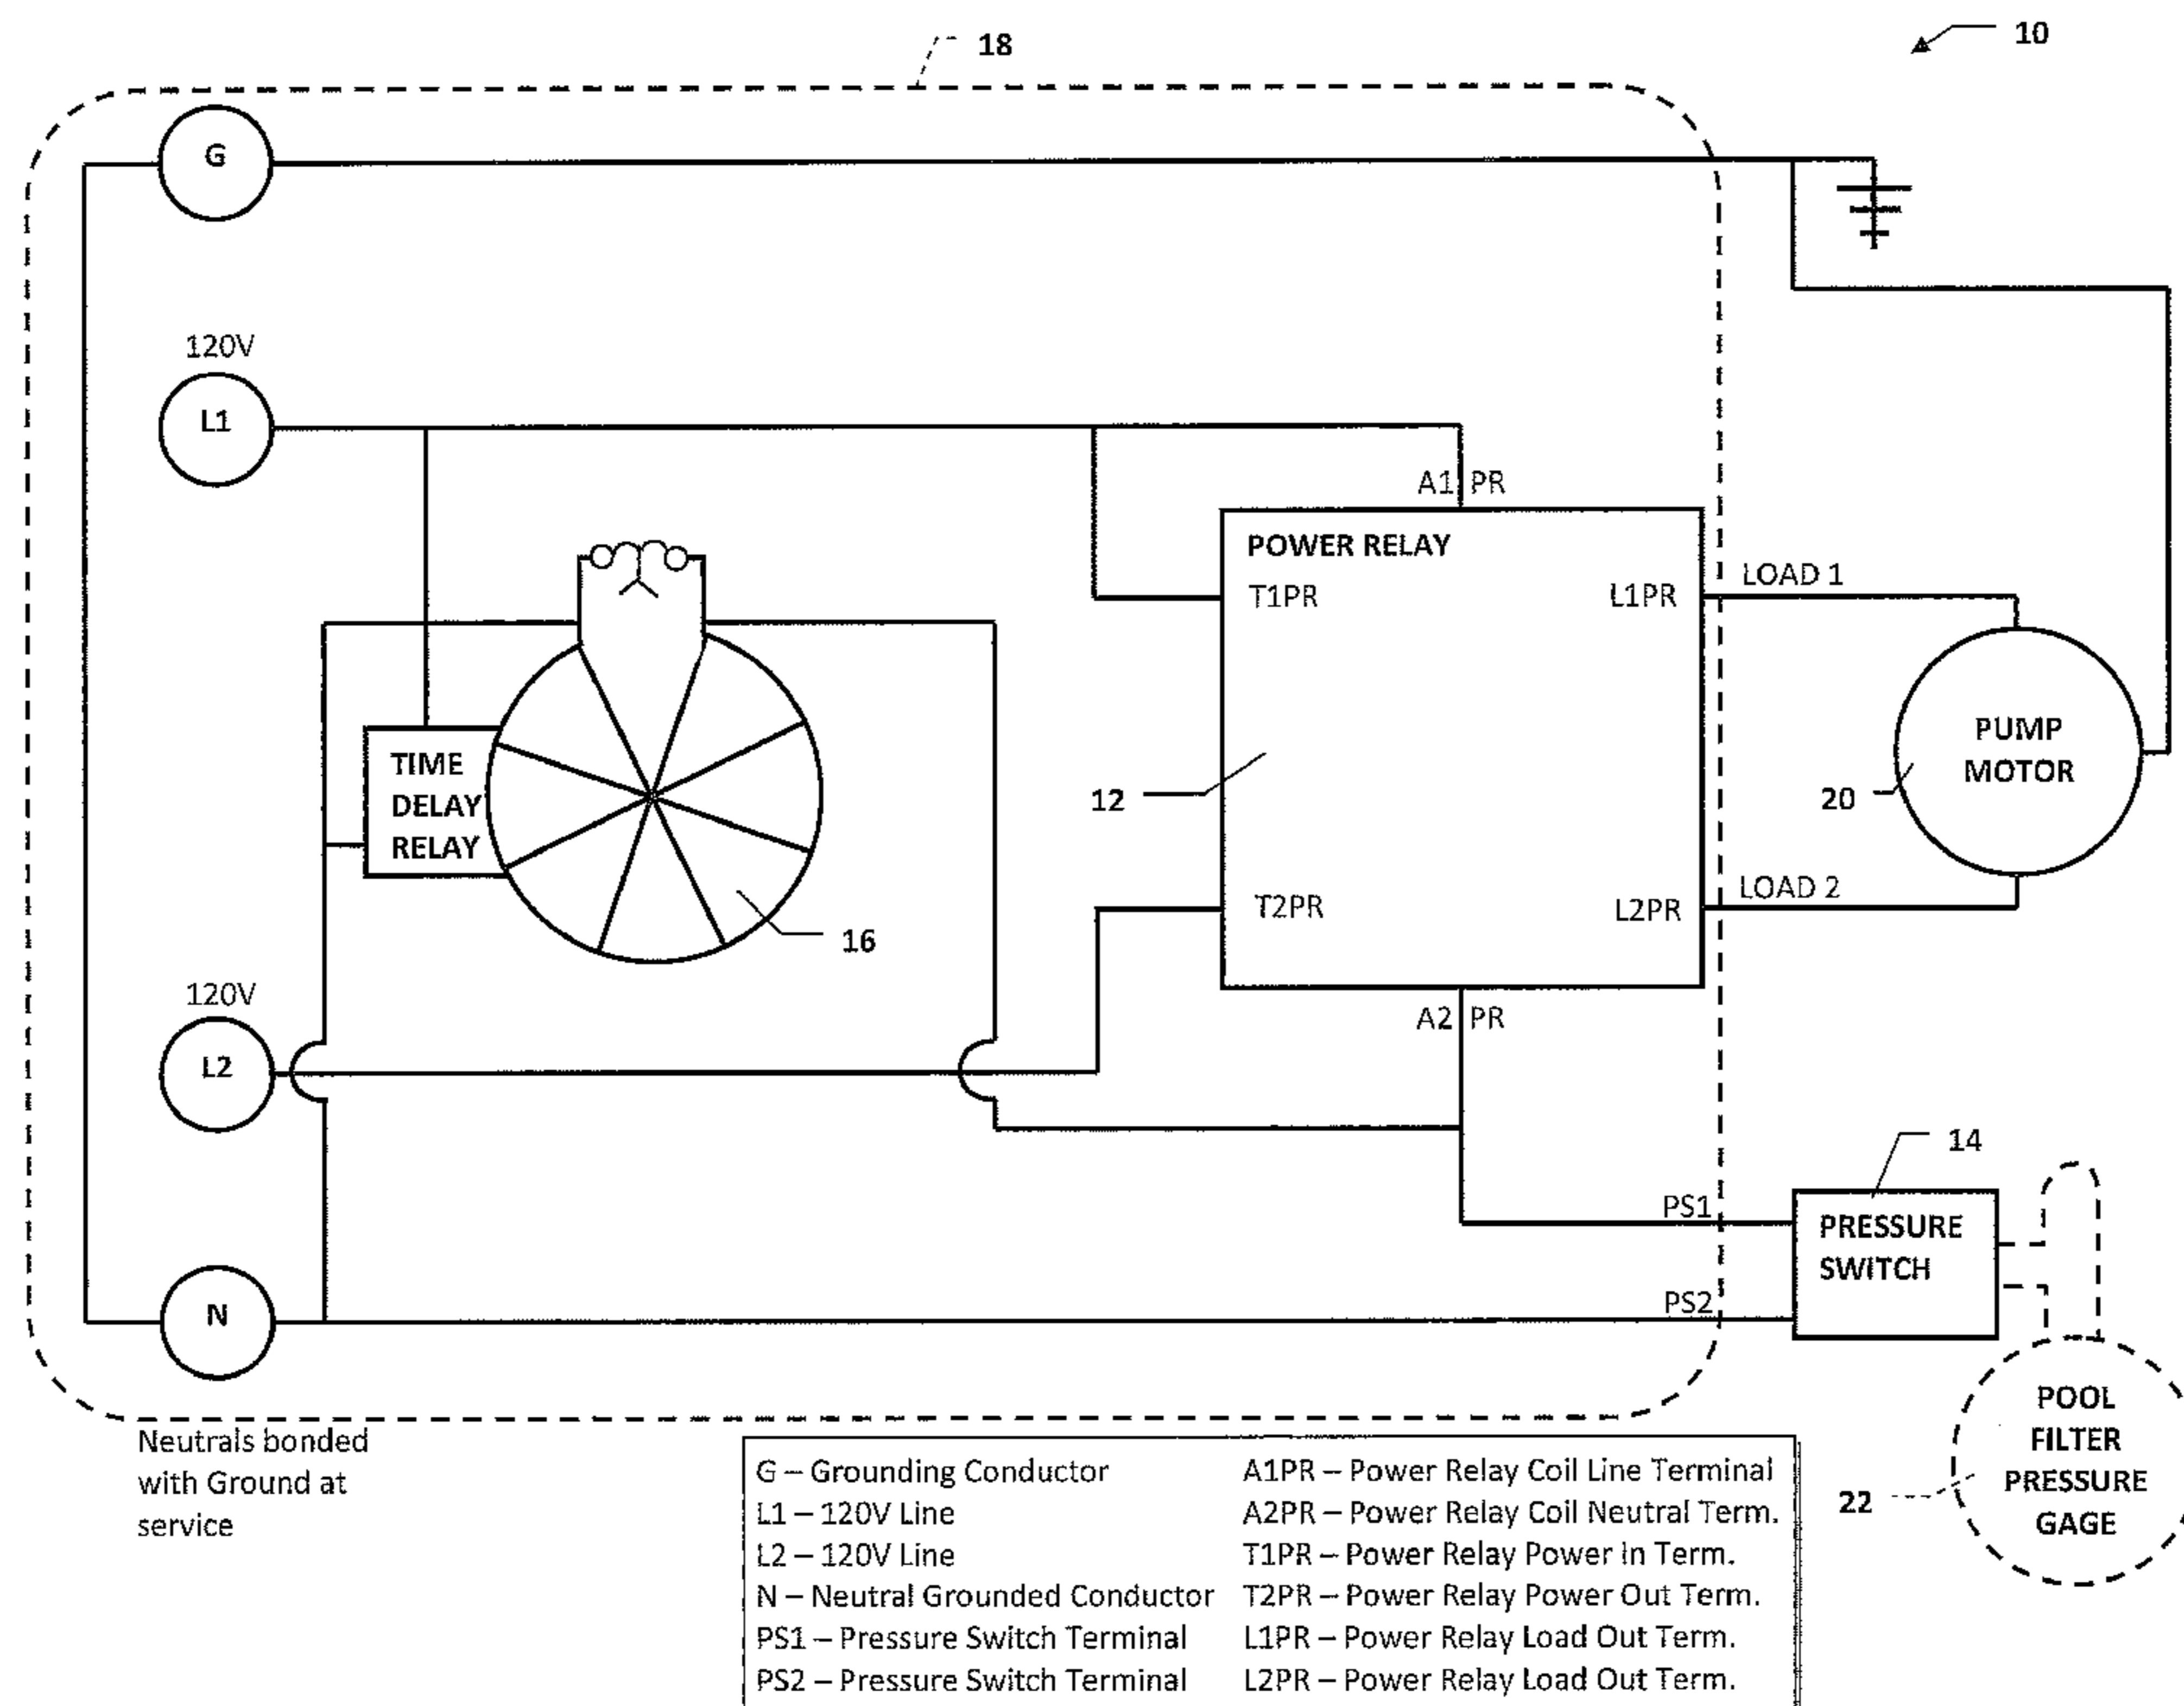 18
10
G
120V
L1
A1 PR
POWER RELAY
T1PR
L1PR
LOAD 1
TIME
DELAY
RELAY
PUMP
MOTOR
12
20
16
T2PR
L2PR
LOAD 2
120V
L2
A2 PR
14
PS1
PRESSURE
SWITCH
N
PS2
POOL
FILTER
PRESSURE
GAGE
22
Neutrals bonded
with Ground at
service
G – Grounding Conductor
L1 – 120V Line
L2 – 120V Line
N – Neutral Grounded Conductor
PS1 – Pressure Switch Terminal
PS2 – Pressure Switch Terminal
A1PR – Power Relay Coil Line Terminal
A2PR – Power Relay Coil Neutral Term.
T1PR – Power Relay Power In Term.
T2PR – Power Relay Power Out Term.
L1PR – Power Relay Load Out Term.
L2PR – Power Relay Load Out Term.